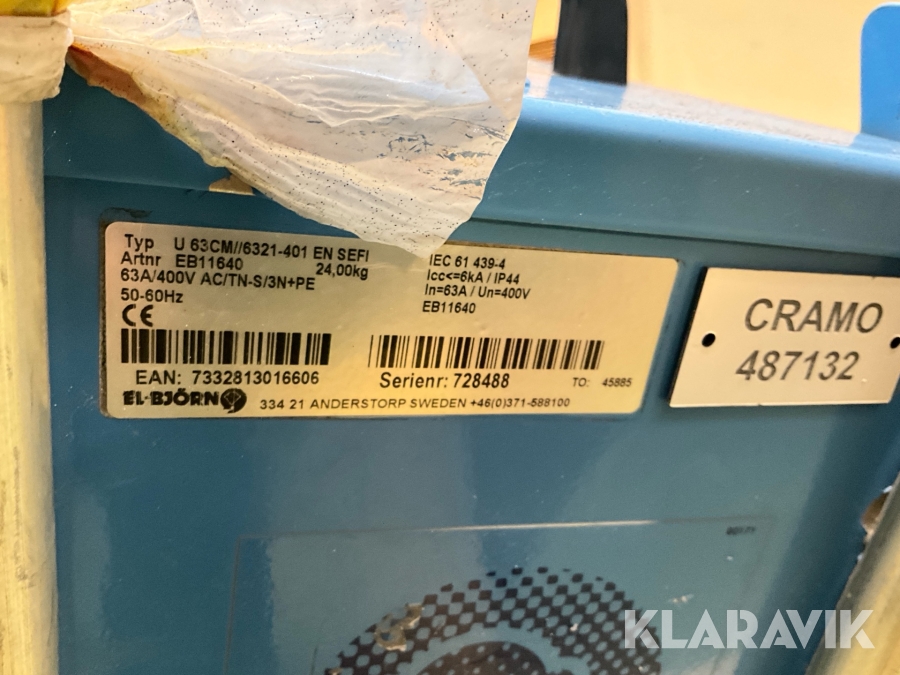 Typ U 63CM//6321-401 EN SEFI
Artnr EB11640 24,00kg
63A/400V AC/TN-S/3N+PE
50-60Hz
CE
IEC 61 439-4
Icc<=6kA / IP44
In=63A / Un=400V
EB11640
EAN: 7332813016606
Serienr: 728488 TO: 45885
EL-BJÖRN
334 21 ANDERSTORP SWEDEN +46(0)371-588100
CRAMO
487132
KLARAVIK